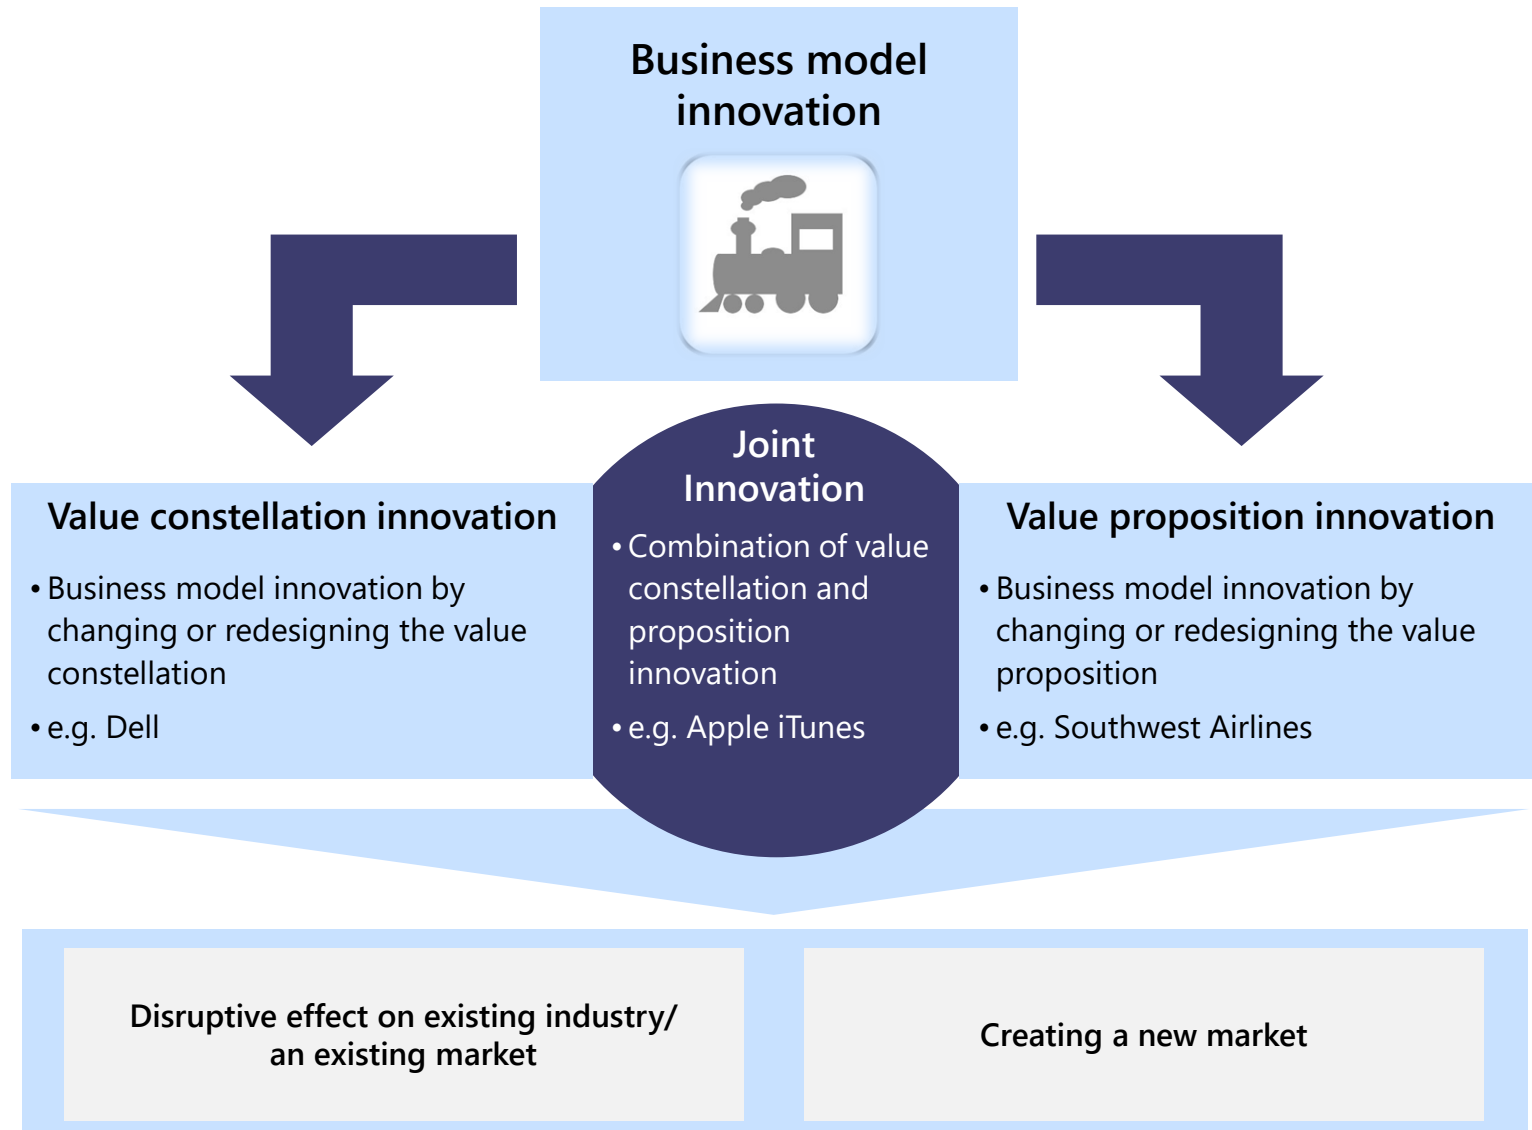 Business model
innovation
Value constellation innovation
• Business model innovation by
changing or redesigning the value
constellation
• e.g. Dell
Joint
Innovation
• Combination of value
constellation and
proposition
innovation
• e.g. Apple iTunes
Value proposition innovation
• Business model innovation by
changing or redesigning the value
proposition
• e.g. Southwest Airlines
Disruptive effect on existing industry/
an existing market
Creating a new market